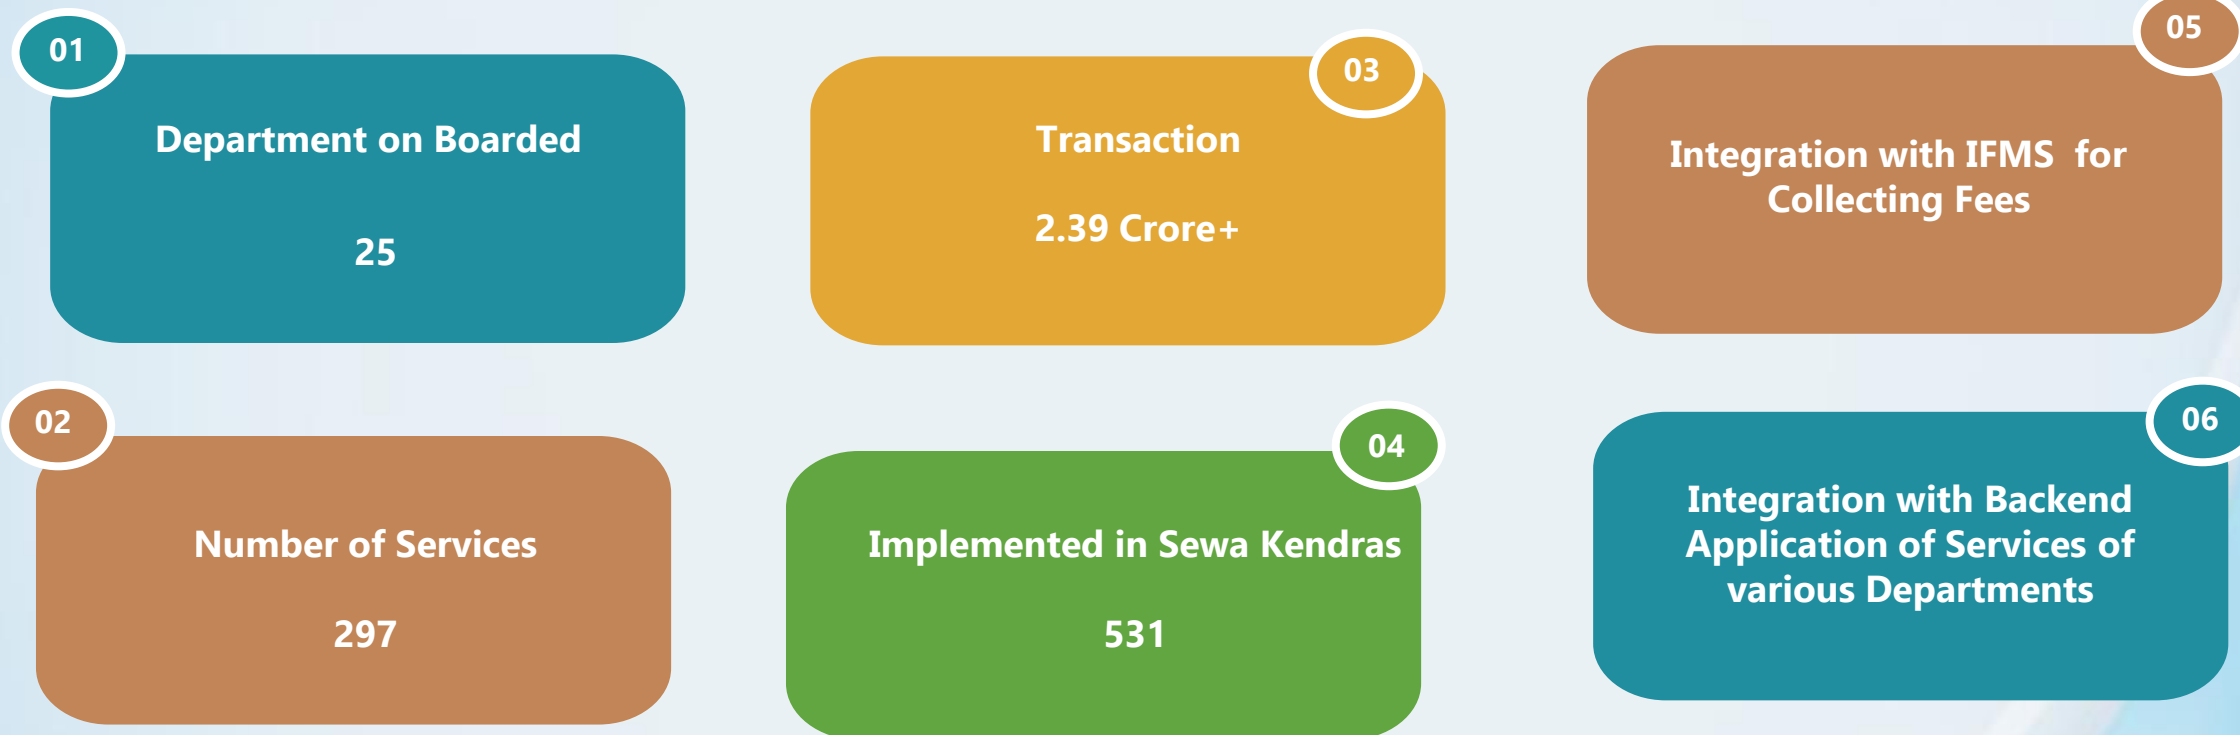 01
Department on Boarded
25
02
Number of Services
297
03
Transaction
2.39 Crore+
04
Implemented in Sewa Kendras
531
05
Integration with IFMS  for
Collecting Fees
06
Integration with Backend
Application of Services of
various Departments